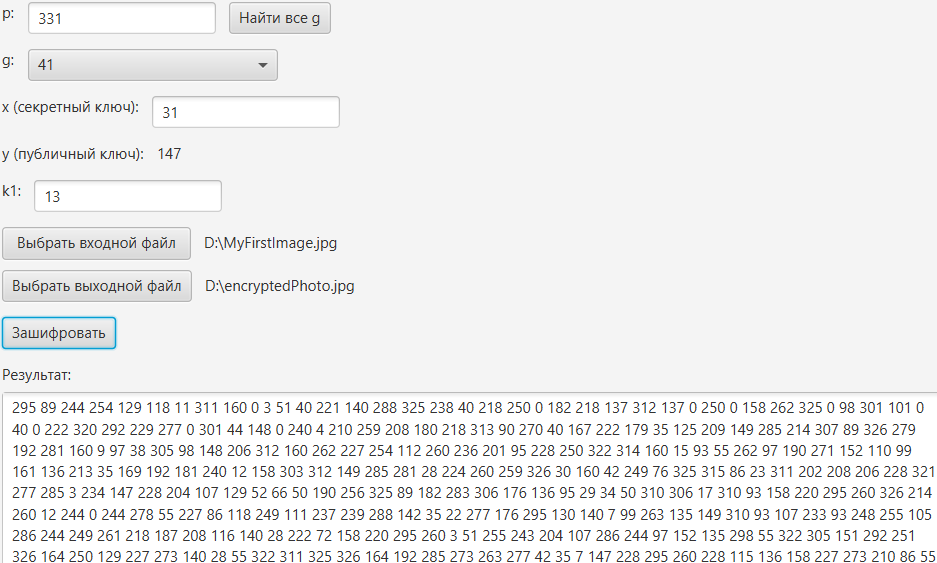 p: 331 Найти все g
g: 41
x (секретный ключ): 31
y (публичный ключ): 147
k1: 13
Выбрать входной файл D:\MyFirstImage.jpg
Выбрать выходной файл D:\encryptedPhoto.jpg
Зашифровать
Результат:
295 89 244 254 129 118 11 311 160 0 3 51 40 221 140 288 325 238 40 218 250 0 182 218 137 312 137 0 250 0 158 262 325 0 98 301 101 0
40 0 222 320 292 229 277 0 301 44 148 0 240 4 210 259 208 180 218 313 90 270 40 167 222 179 35 125 209 149 285 214 307 89 326 279
192 281 160 9 97 38 305 98 148 206 312 160 262 227 254 112 260 236 201 95 228 250 322 314 160 15 93 55 262 97 190 271 152 110 99
161 136 213 35 169 192 181 240 12 158 303 312 149 285 281 28 224 260 259 326 30 160 42 249 76 325 315 86 23 311 202 208 206 228 321
277 285 3 234 147 228 204 107 129 52 66 50 190 256 325 89 182 283 306 176 136 95 29 34 50 310 306 17 310 93 158 220 295 260 326 214
260 12 244 0 244 278 55 227 86 118 249 111 237 239 288 142 35 22 277 176 295 130 140 7 99 263 135 149 310 93 107 233 93 248 255 105
286 244 249 261 218 187 208 116 140 28 222 72 158 220 295 260 3 51 255 243 204 107 286 244 97 152 135 298 55 322 305 151 292 251
326 164 250 129 227 273 140 28 55 322 311 325 326 164 192 285 273 263 277 42 35 7 147 228 295 260 228 115 136 158 227 273 210 86 55